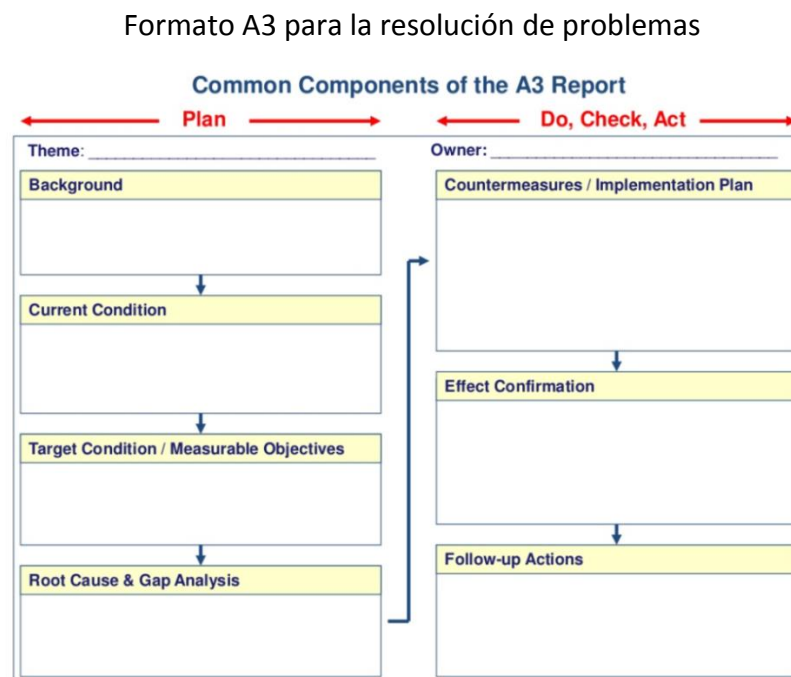 Formato A3 para la resolución de problemas
Common Components of the A3 Report
Plan
Do, Check, Act
Theme: ________________________________
Owner: ________________________________
Background
Current Condition
Target Condition / Measurable Objectives
Root Cause & Gap Analysis
Countermeasures / Implementation Plan
Effect Confirmation
Follow-up Actions